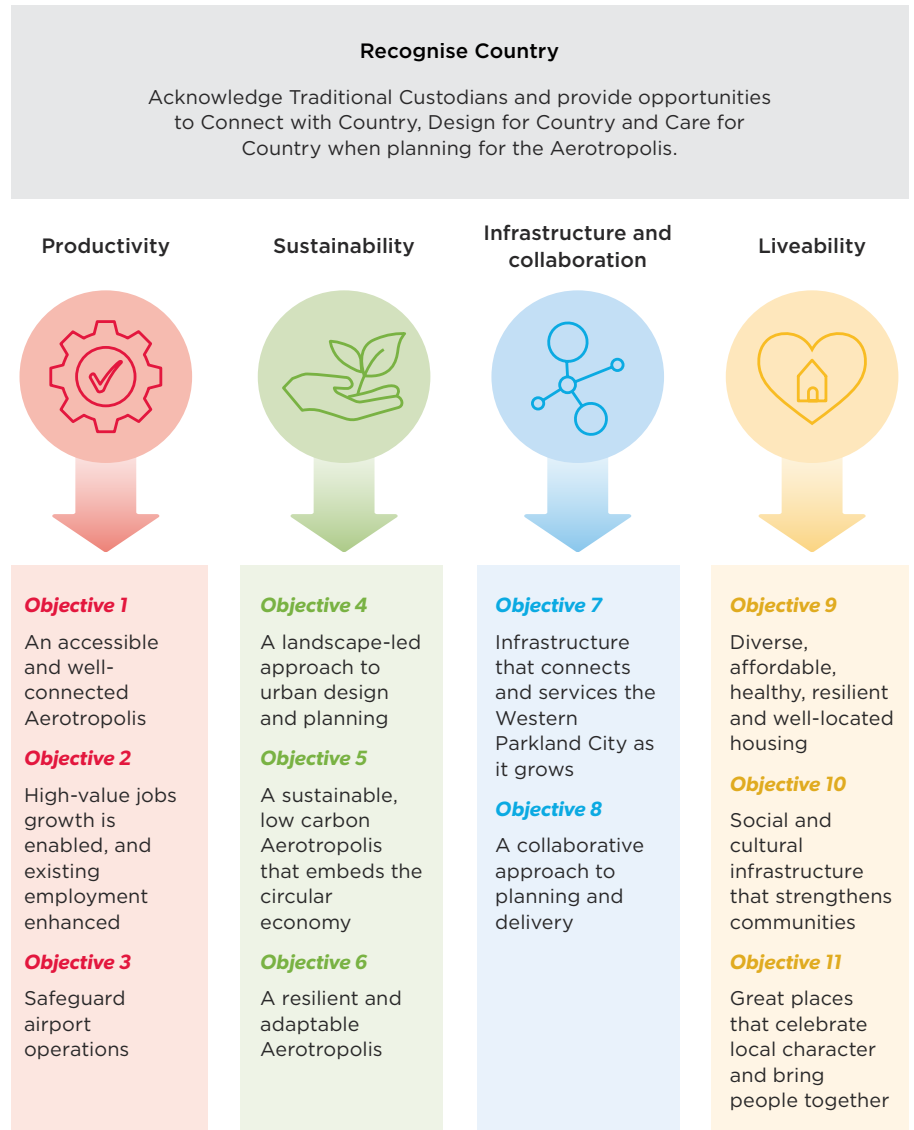 Recognise Country
Acknowledge Traditional Custodians and provide opportunities
to Connect with Country, Design for Country and Care for
Country when planning for the Aerotropolis.
Productivity
Sustainability
Infrastructure and
collaboration
Liveability
Objective 1
An accessible
and well-
connected
Aerotropolis
Objective 2
High-value jobs
growth is
enabled, and
existing
employment
enhanced
Objective 3
Safeguard
airport
operations
Objective 4
A landscape-led
approach to
urban design
and planning
Objective 5
A sustainable,
low carbon
Aerotropolis
that embeds the
circular
economy
Objective 6
A resilient and
adaptable
Aerotropolis
Objective 7
Infrastructure
that connects
and services the
Western
Parkland City as
it grows
Objective 8
A collaborative
approach to
planning and
delivery
Objective 9
Diverse,
affordable,
healthy, resilient
and well-located
housing
Objective 10
Social and
cultural
infrastructure
that strengthens
communities
Objective 11
Great places
that celebrate
local character
and bring
people together